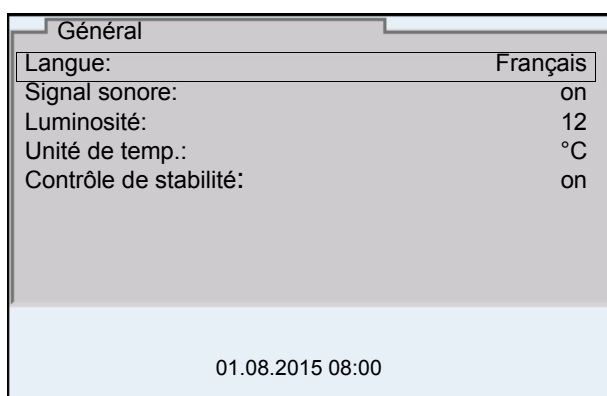 Général
Langue: Français
Signal sonore: on
Luminosité: 12
Unité de temp.: °C
Contrôle de stabilité: on
01.08.2015 08:00